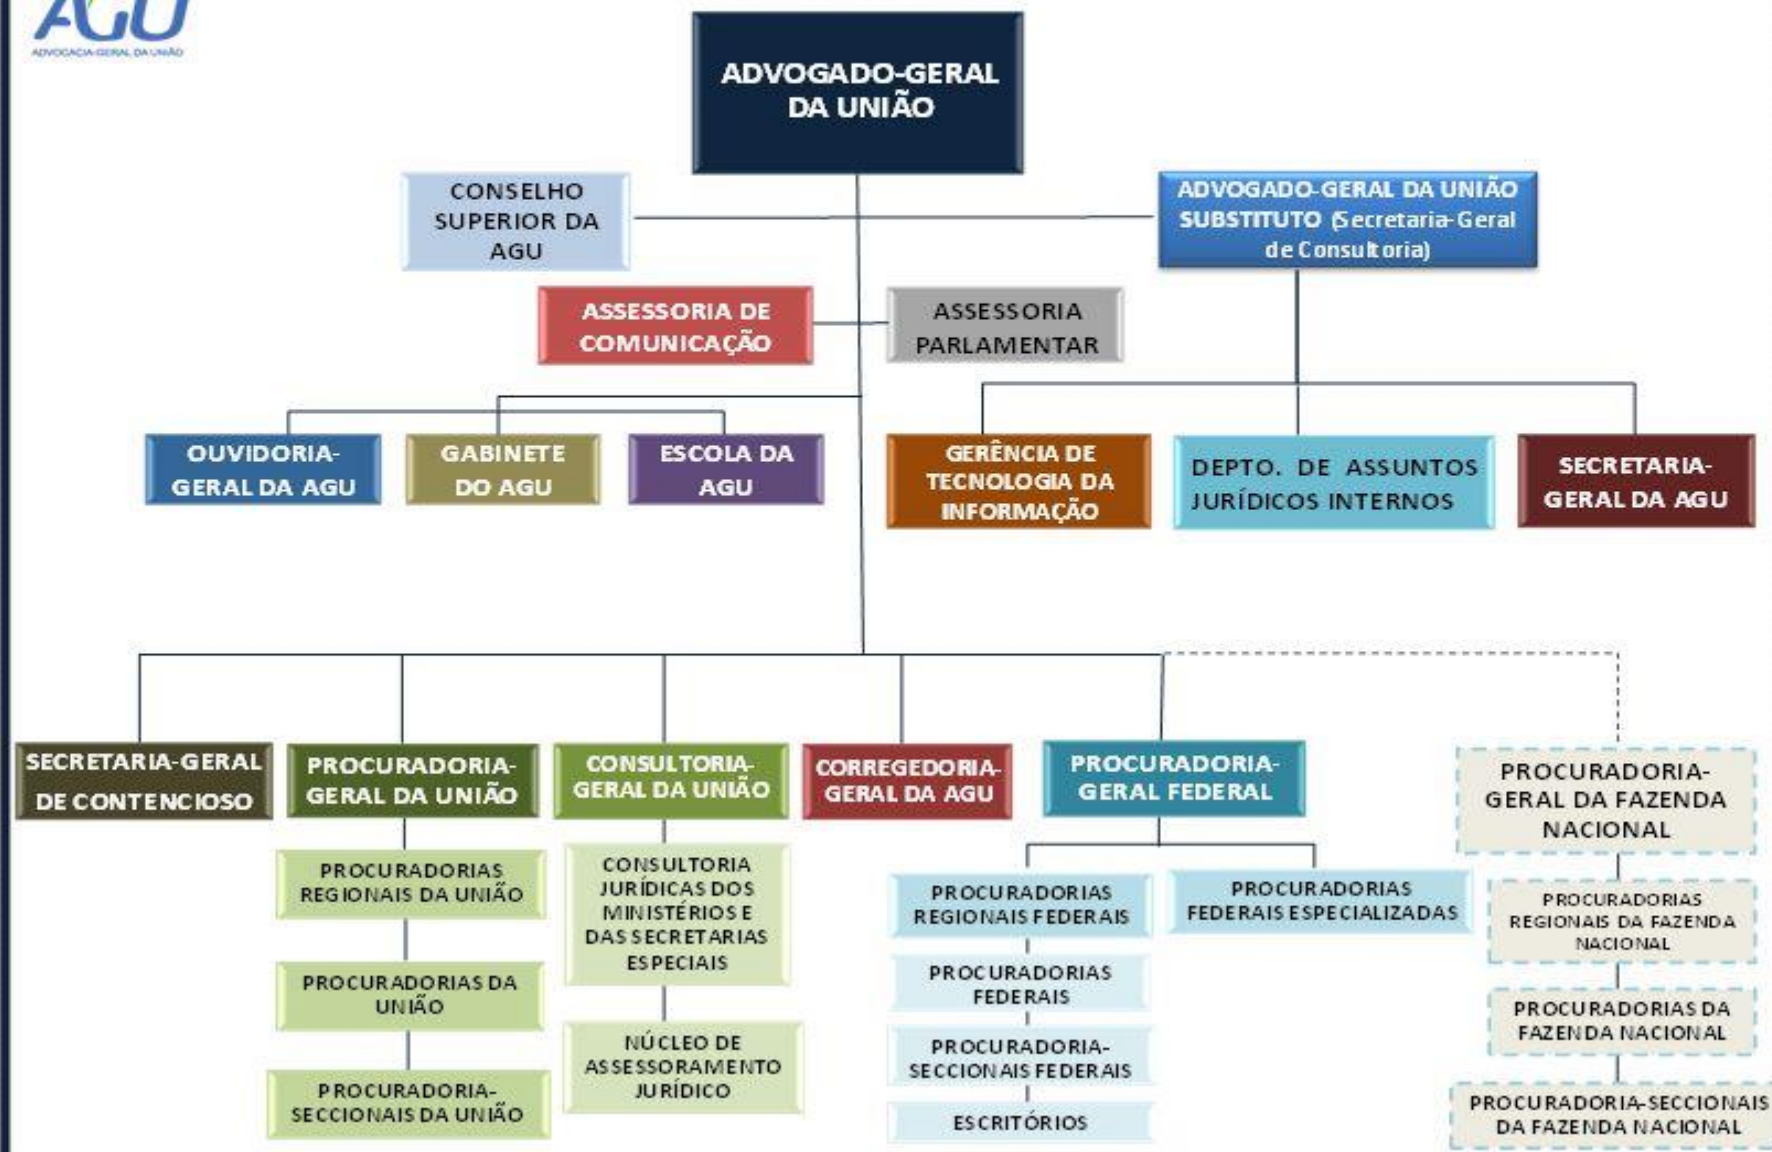 AGU
ADVOCACIA-GERAL DA UNIÃO
ADVOGADO-GERAL
DA UNIÃO
CONSELHO
SUPERIOR DA
AGU
ADVOGADO-GERAL DA UNIÃO
SUBSTITUTO (Secretaria-Geral
de Consultoria)
ASSESSORIA DE
COMUNICAÇÃO
ASSESSORIA
PARLAMENTAR
OUVIDORIA-
GERAL DA AGU
GABINETE
DO AGU
ESCOLA DA
AGU
GERÊNCIA DE
TECNOLOGIA DA
INFORMAÇÃO
DEPTO. DE ASSUNTOS
JURÍDICOS INTERNOS
SECRETARIA-
GERAL DA AGU
SECRETARIA-GERAL
DE CONTENCIOSO
PROCURADORIA-
GERAL DA UNIÃO
CONSULTORIA-
GERAL DA UNIÃO
CORREGEDORIA-
GERAL DA AGU
PROCURADORIA-
GERAL FEDERAL
PROCURADORIA-
GERAL DA FAZENDA
NACIONAL
PROCURADORIAS
REGIONAIS DA UNIÃO
PROCURADORIAS DA
UNIÃO
PROCURADORIA-
SECCIONAIS DA UNIÃO
CONSULTORIA
JURÍDICAS DOS
MINISTÉRIOS E
DAS SECRETARIAS
ESPECIAIS
NÚCLEO DE
ASSESSORAMENTO
JURÍDICO
PROCURADORIAS
REGIONAIS FEDERAIS
PROCURADORIAS
FEDERAIS
PROCURADORIA-
SECCIONAIS FEDERAIS
ESCRITÓRIOS
PROCURADORIAS
FEDERAIS ESPECIALIZADAS
PROCURADORIAS
REGIONAIS DA FAZENDA
NACIONAL
PROCURADORIAS DA
FAZENDA NACIONAL
PROCURADORIA-SECCIONAIS
DA FAZENDA NACIONAL